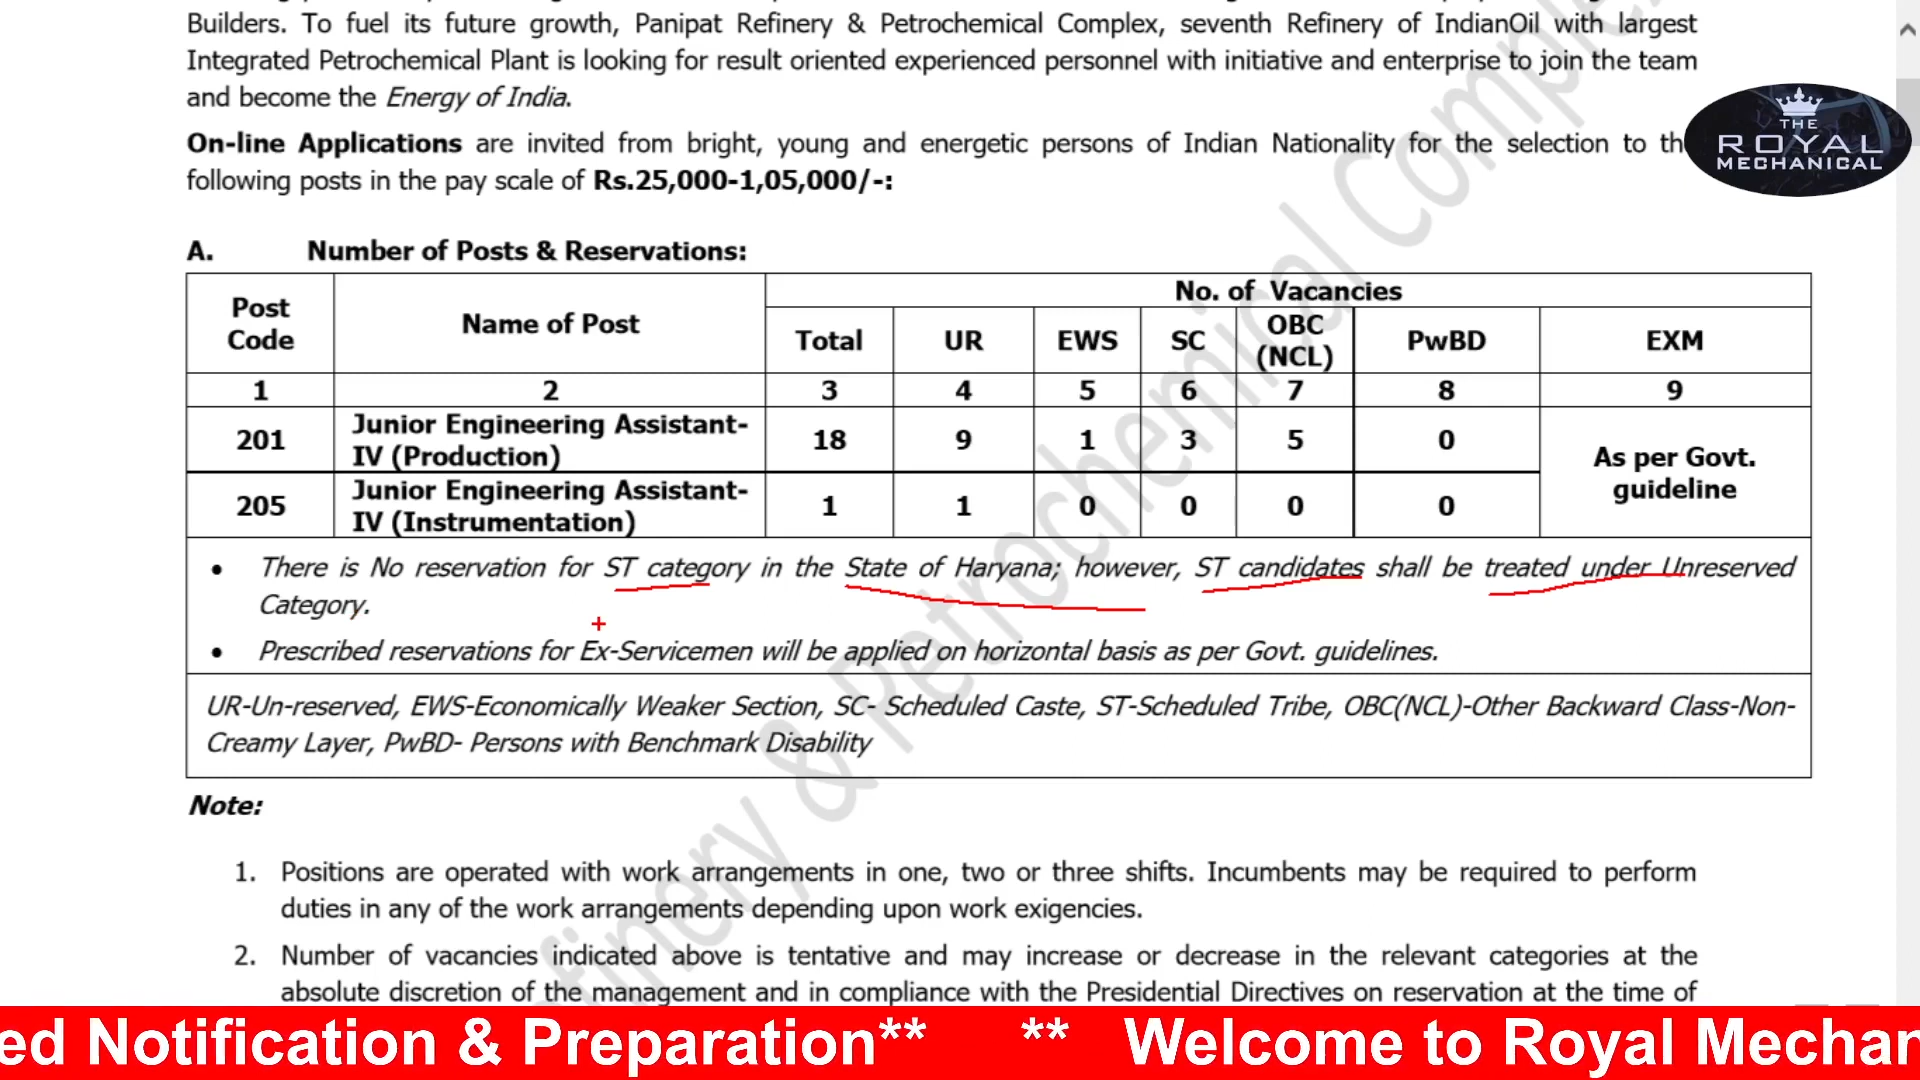 Builders. To fuel its future growth, Panipat Refinery & Petrochemical Complex, seventh Refinery of IndianOil with largest
Integrated Petrochemical Plant is looking for result oriented experienced personnel with initiative and enterprise to join the team
and become the Energy of India.
On-line Applications are invited from bright, young and energetic persons of Indian Nationality for the selection to th
following posts in the pay scale of Rs.25,000-1,05,000/-:
THE
ROYAL
MECHANICAL
A. Number of Posts & Reservations:
Post Code Name of Post No. of Vacancies
Total UR EWS SC OBC (NCL) PwBD EXM
1 2 3 4 5 6 7 8 9
201 Junior Engineering Assistant- 18 9 1 3 5 0 As per Govt.
IV (Production) guideline
205 Junior Engineering Assistant- 1 1 0 0 0 0
IV (Instrumentation)
• There is No reservation for ST category in the State of Haryana; however, ST candidates shall be treated under Unreserved
Category.
• Prescribed reservations for Ex-Servicemen will be applied on horizontal basis as per Govt. guidelines.
UR-Un-reserved, EWS-Economically Weaker Section, SC- Scheduled Caste, ST-Scheduled Tribe, OBC(NCL)-Other Backward Class-Non-
Creamy Layer, PwBD- Persons with Benchmark Disability
Note:
1. Positions are operated with work arrangements in one, two or three shifts. Incumbents may be required to perform
duties in any of the work arrangements depending upon work exigencies.
2. Number of vacancies indicated above is tentative and may increase or decrease in the relevant categories at the
absolute discretion of the management and in compliance with the Presidential Directives on reservation at the time of
efinery & Petrochemical Complex
ed Notification & Preparation** ** Welcome to Royal Mechan